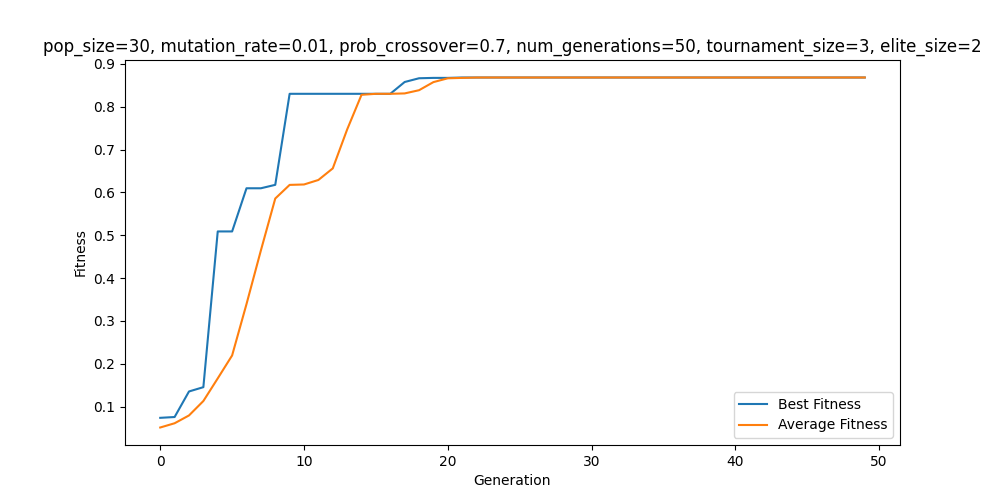 pop_size=30, mutation_rate=0.01, prob_crossover=0.7, num_generations=50, tournament_size=3, elite_size=2
0.9
0.8
0.7
0.6
0.5
0.4
0.3
0.2
0.1
Fitness
Best Fitness
Average Fitness
0 10 20 30 40 50
Generation